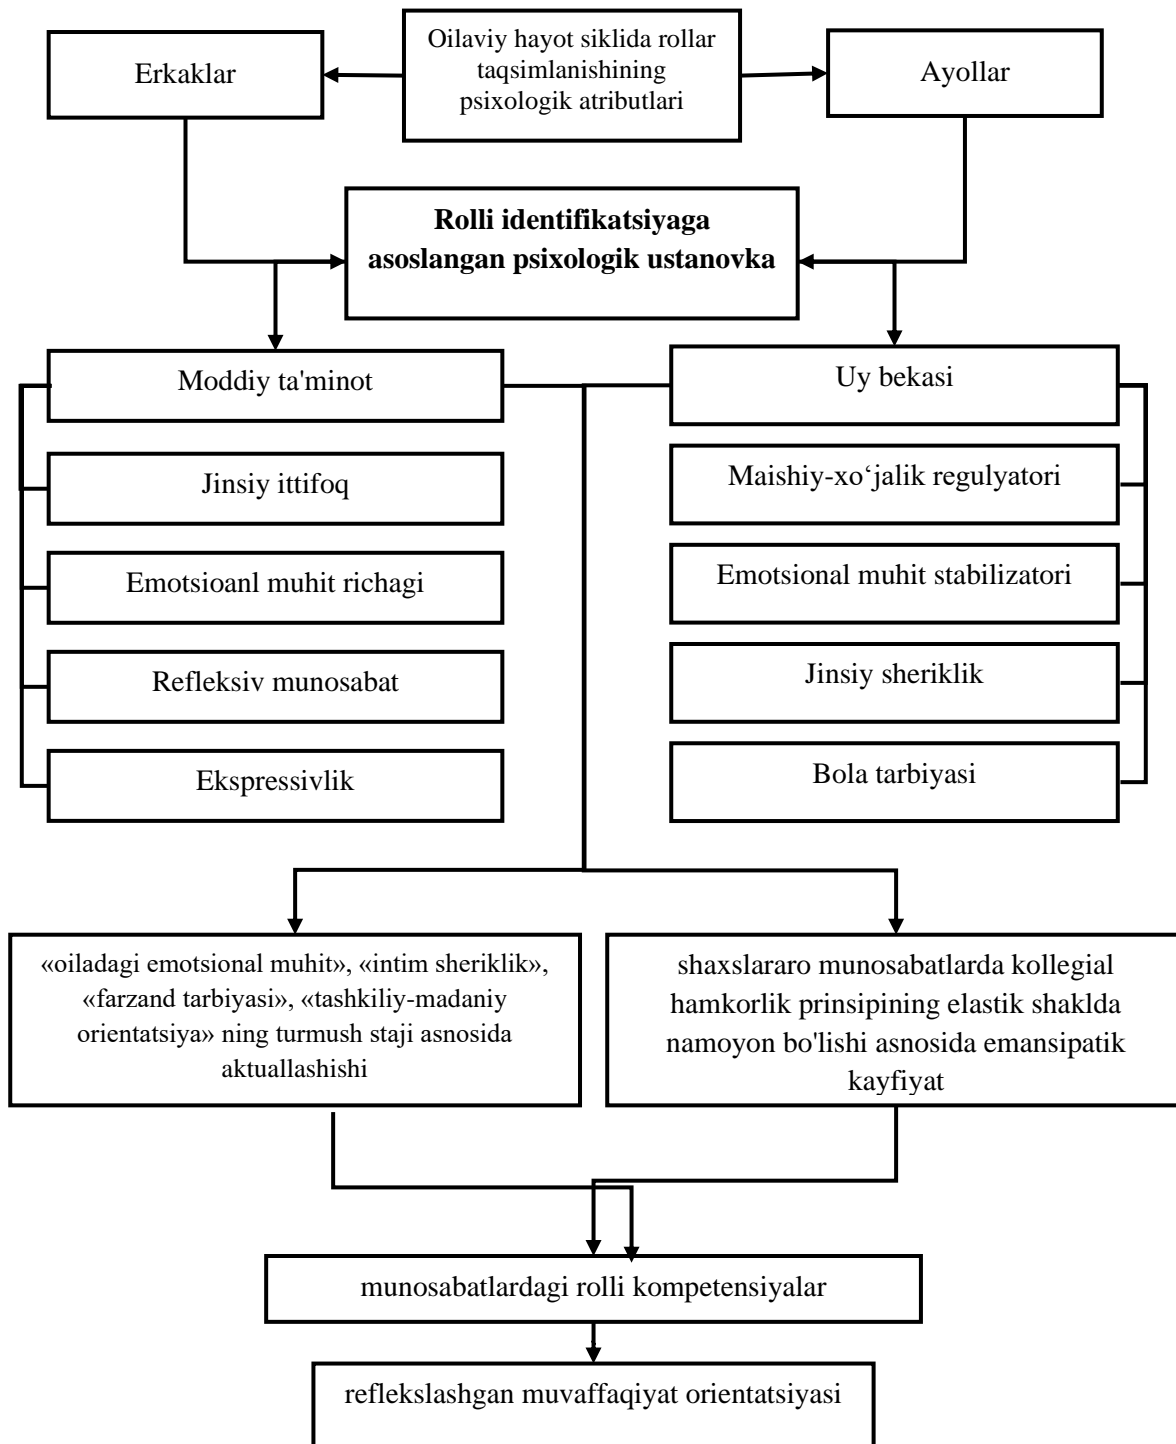 Erkaklar
Oilaviy hayot siklida rollar
taqsimlanishining
psixologik atributlari
Ayollar
Rolli identifikatsiyaga
asoslangan psixologik ustanovka
Moddiy ta'minot
Jinsiy ittifoq
Emotsioanl muhit richagi
Refleksiv munosabat
Ekspressivlik
Uy bekasi
Maishiy-xo‘jalik regulyatori
Emotsional muhit stabilizatori
Jinsiy sheriklik
Bola tarbiyasi
«oiladagi emotsional muhit», «intim sheriklik»,
«farzand tarbiyasi», «tashkiliy-madaniy
orientatsiya» ning turmush staji asnosida
aktuallashishi
shaxslararo munosabatlarda kollegial
hamkorlik prinsipining elastik shaklda
namoyon bo'lishi asnosida emansipatik
kayfiyat
munosabatlardagi rolli kompetensiyalar
reflekslashgan muvaffaqiyat orientatsiyasi